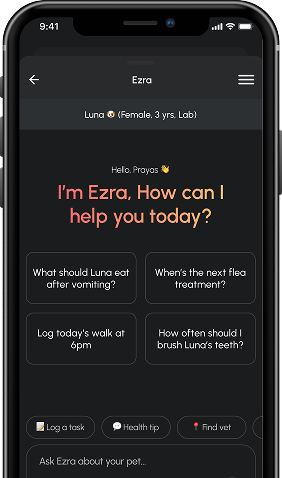 9:41
Ezra
Luna 🐶 (Female, 3 yrs, Lab)
Hello, Prayas 👋
I'm Ezra, How can I
help you today?
What should Luna eat
after vomiting?
When's the next flea
treatment?
Log today's walk at
6pm
How often should I
brush Luna's teeth?
📝 Log a task
💬 Health tip
📍 Find vet
Ask Ezra about your pet...